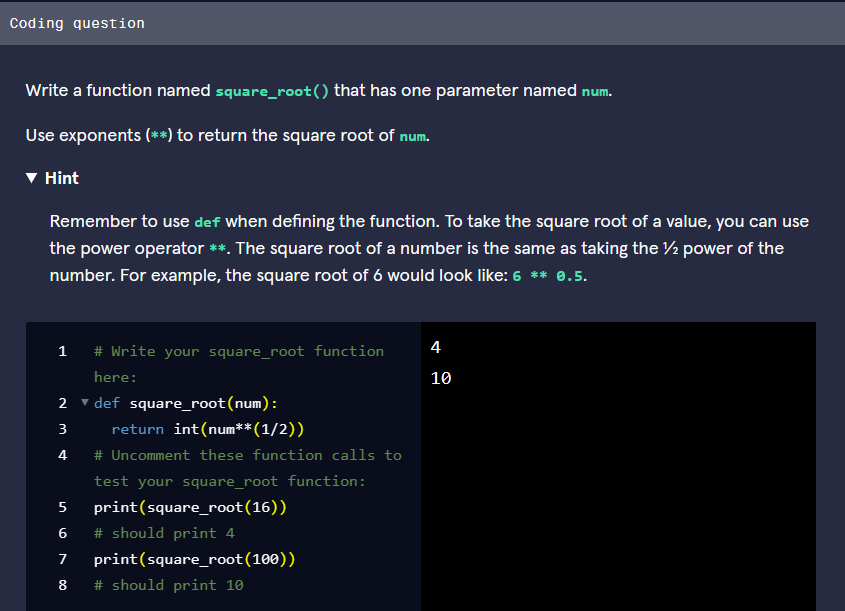 Coding question
Write a function named square_root() that has one parameter named num.
Use exponents (**) to return the square root of num.
▼ Hint
Remember to use def when defining the function. To take the square root of a value, you can use
the power operator **. The square root of a number is the same as taking the ½ power of the
number. For example, the square root of 6 would look like: 6 ** 0.5.
1 # Write your square_root function
here:
2 ▼ def square_root(num):
3 return int(num**(1/2))
4 # Uncomment these function calls to
test your square_root function:
5 print(square_root(16))
6 # should print 4
7 print(square_root(100))
8 # should print 10
4
10